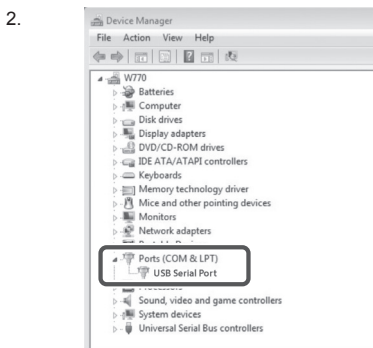 2.
Device Manager
File Action View Help
W770
Batteries
Computer
Disk drives
Display adapters
DVD/CD-ROM drives
IDE ATA/ATAPI controllers
Keyboards
Memory technology driver
Mice and other pointing devices
Monitors
Network adapters
Ports (COM & LPT)
USB Serial Port
Sound, video and game controllers
System devices
Universal Serial Bus controllers